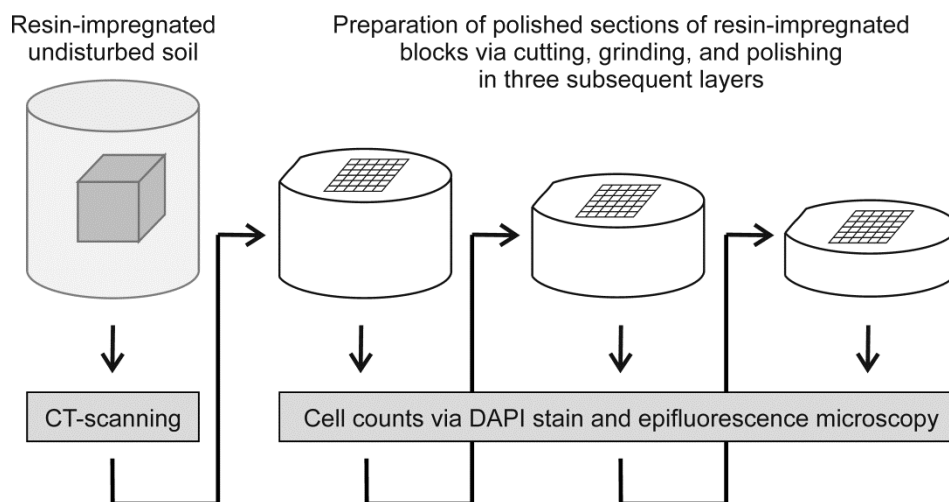 Resin-impregnated
undisturbed soil
Preparation of polished sections of resin-impregnated
blocks via cutting, grinding, and polishing
in three subsequent layers
CT-scanning
Cell counts via DAPI stain and epifluorescence microscopy